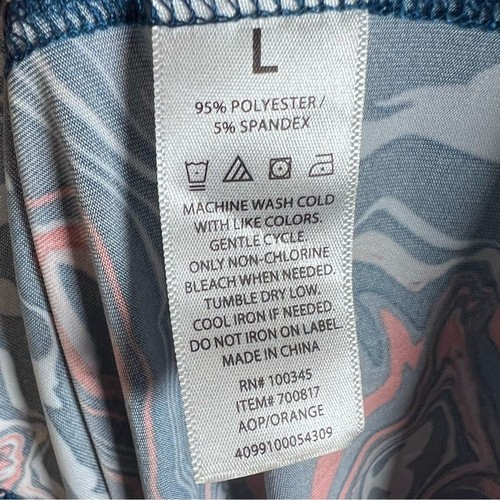 L
95% POLYESTER/
5% SPANDEX
MACHINE WASH COLD
WITH LIKE COLORS.
GENTLE CYCLE.
ONLY NON-CHLORINE
BLEACH WHEN NEEDED.
TUMBLE DRY LOW.
COOL IRON IF NEEDED
DO NOT IRON ON LABEL.
MADE IN CHINA
RN# 100345
ITEM# 700817
AOP/ORANGE
4099100054309